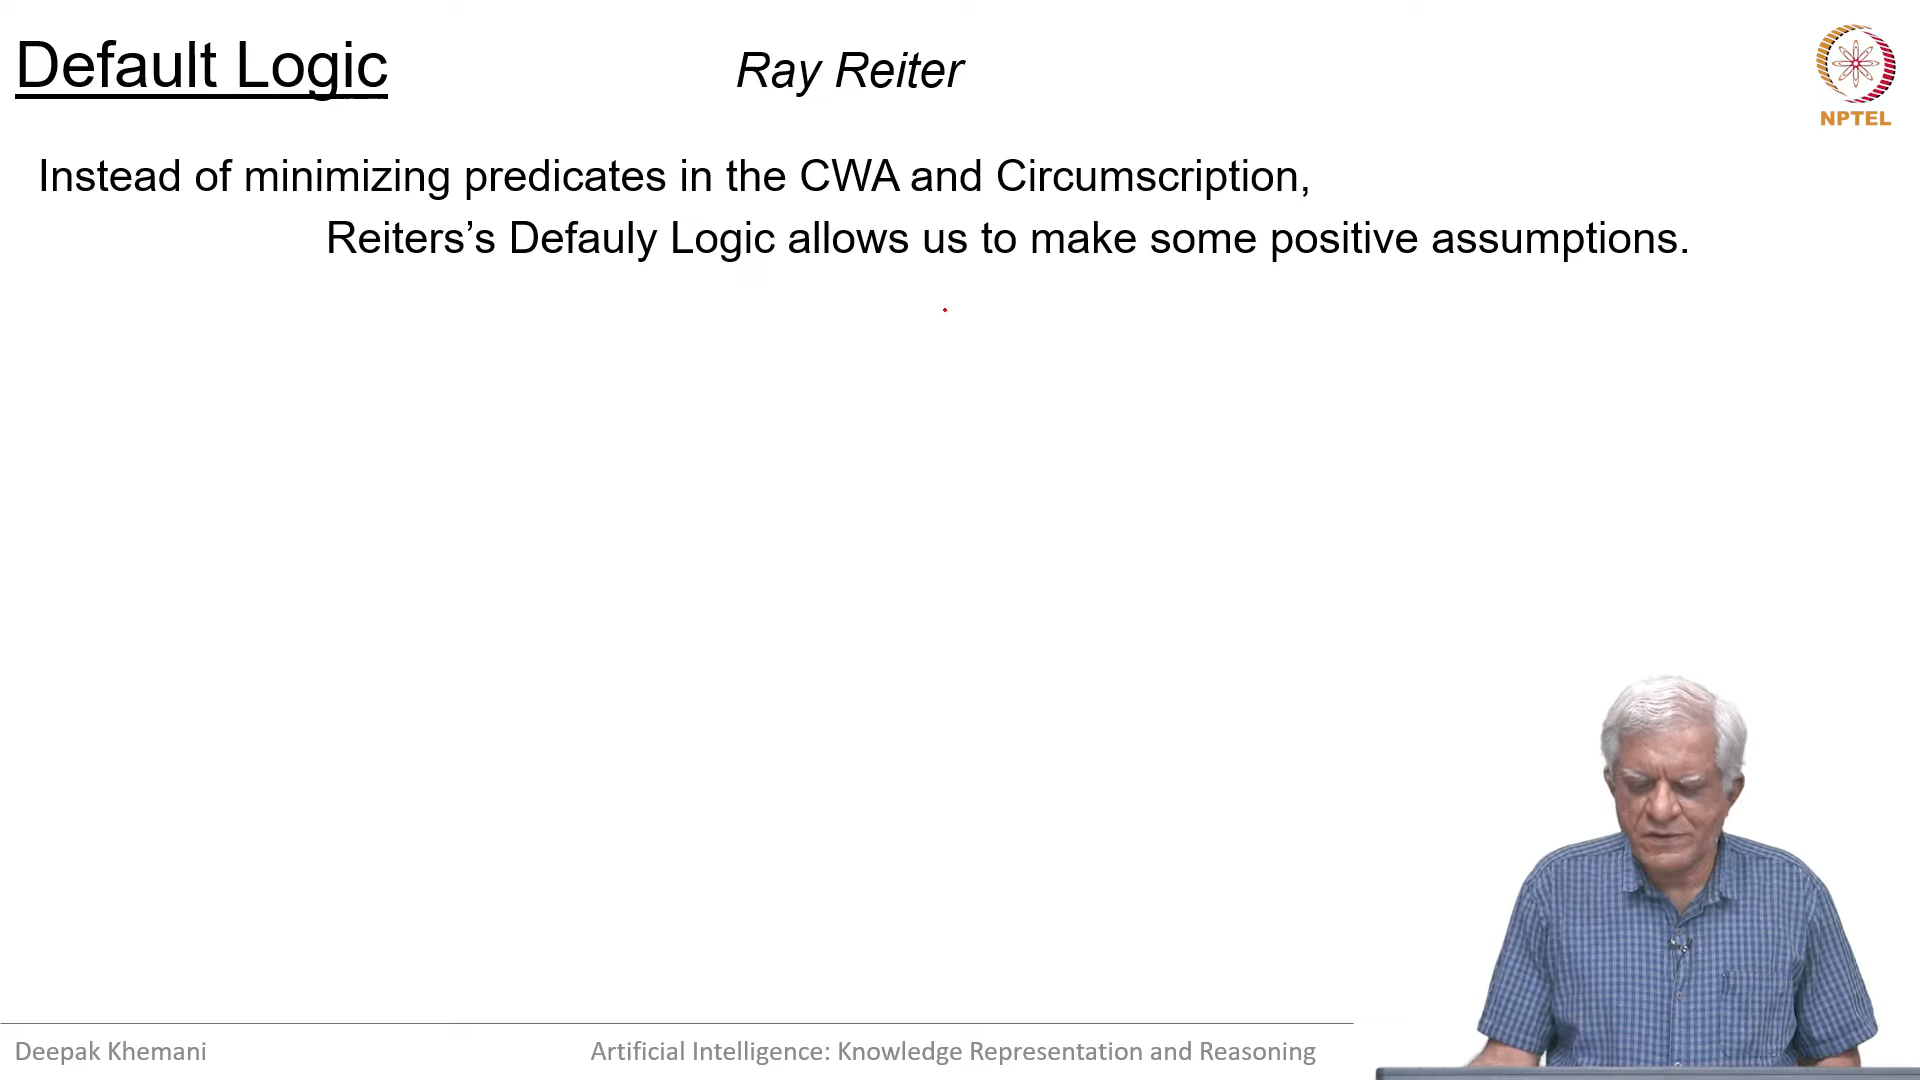 Default Logic
Ray Reiter
NPTEL
Instead of minimizing predicates in the CWA and Circumscription,
Reiters’s Defauly Logic allows us to make some positive assumptions.
Deepak Khemani
Artificial Intelligence: Knowledge Representation and Reasoning